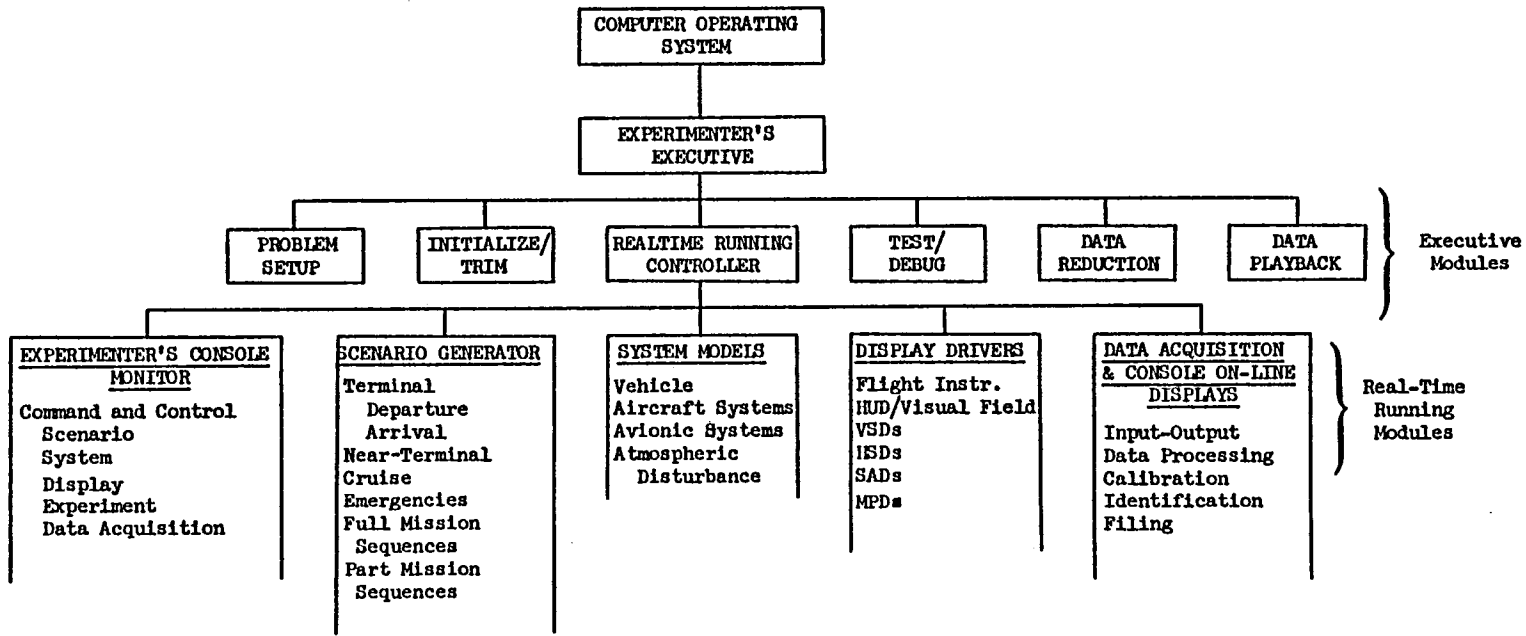 COMPUTER OPERATING
SYSTEM
EXPERIMENTER'S
EXECUTIVE
PROBLEM
SETUP
INITIALIZE/
TRIM
REALTIME RUNNING
CONTROLLER
TEST/
DEBUG
DATA
REDUCTION
DATA
PLAYBACK
Executive
Modules
EXPERIMENTER'S CONSOLE
MONITOR
Command and Control
Scenario
System
Display
Experiment
Data Acquisition
SCENARIO GENERATOR
Terminal
Departure
Arrival
Near-Terminal
Cruise
Emergencies
Full Mission
Sequences
Part Mission
Sequences
SYSTEM MODELS
Vehicle
Aircraft Systems
Avionic Systems
Atmospheric
Disturbance
DISPLAY DRIVERS
Flight Instr.
HUD/Visual Field
VSDs
HSDs
SADs
MPDs
DATA ACQUISITION
& CONSOLE ON-LINE
DISPLAYS
Input-Output
Data Processing
Calibration
Identification
Filing
Real-Time
Running
Modules